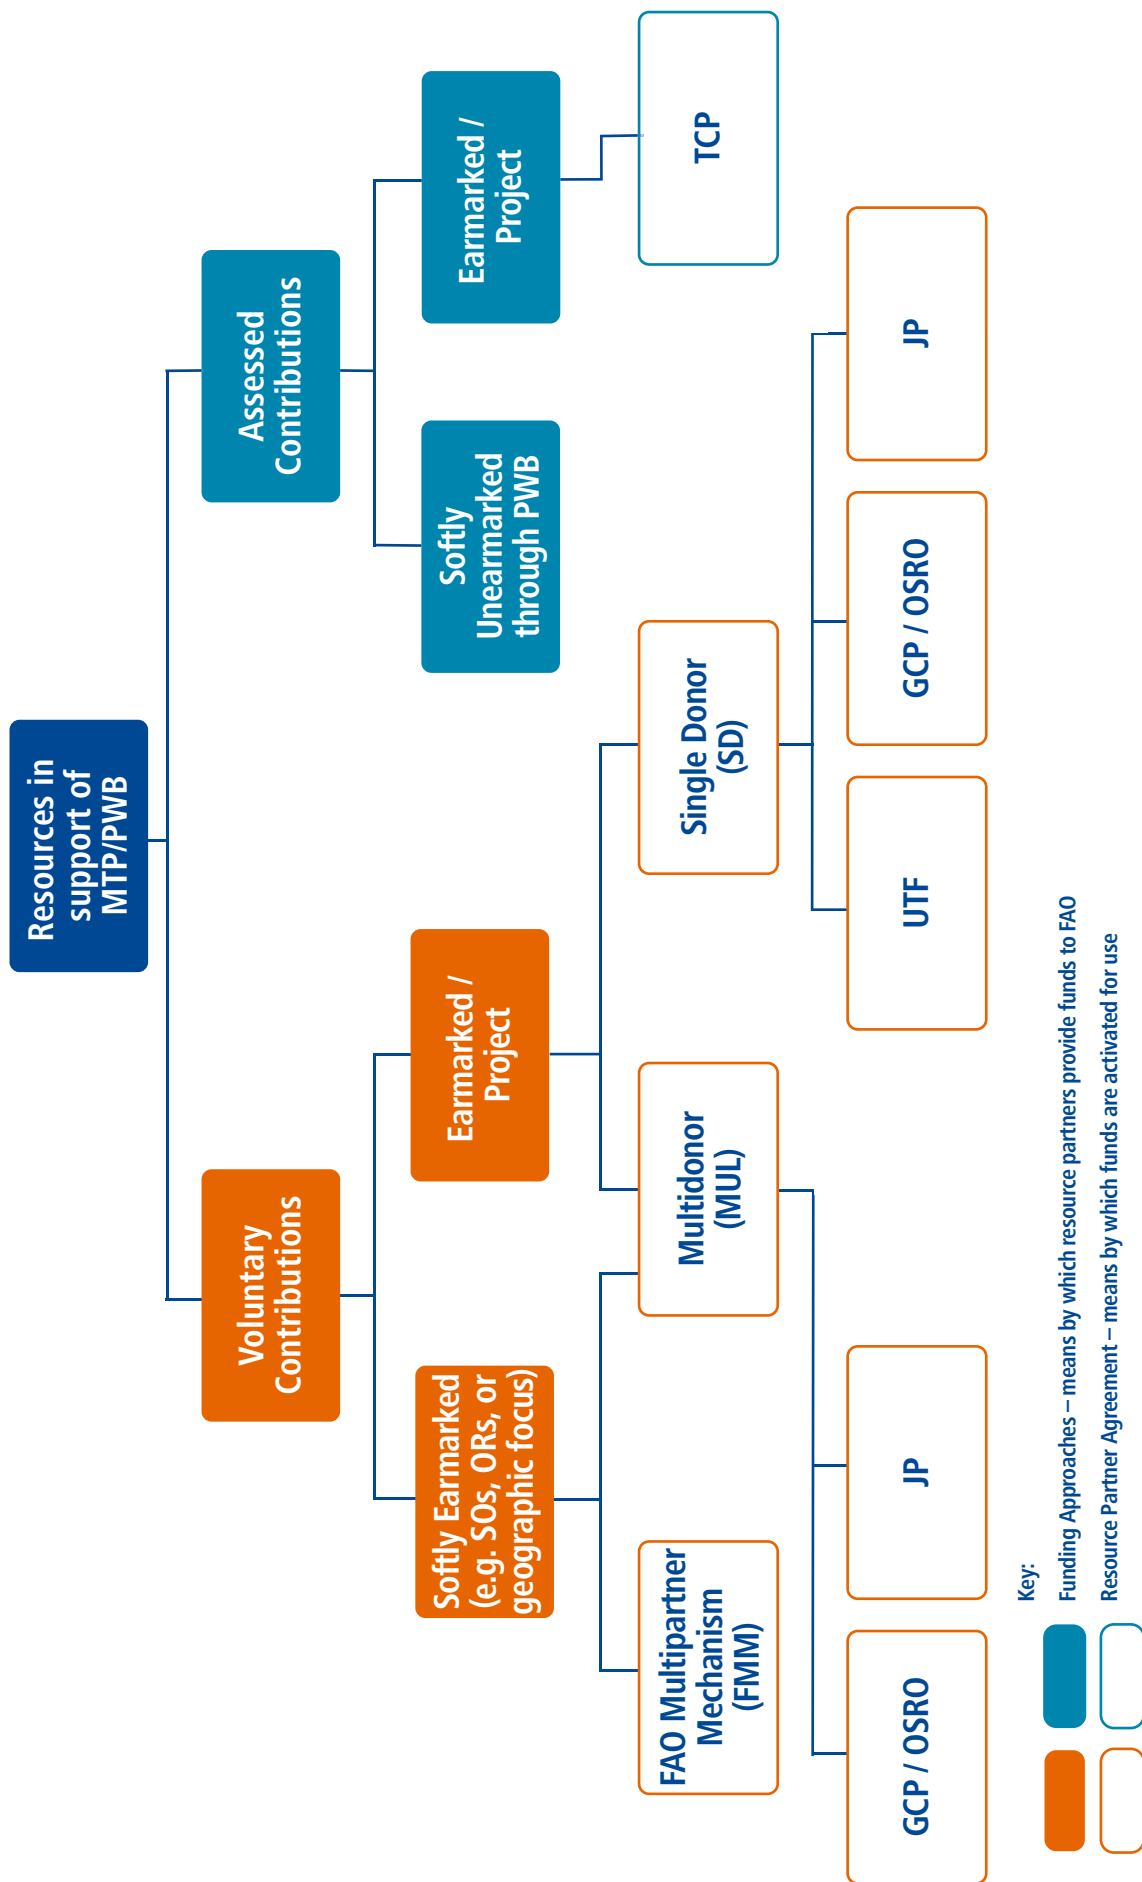 Resources in
support of
MTP/PWB
Voluntary
Contributions
Assessed
Contributions
Softly Earmarked
(e.g. SOs, ORs, or
geographic focus)
Earmarked /
Project
Softly
Unearmarked
through PWB
Earmarked /
Project
FAO Multipartner
Mechanism
(FMM)
Multidonor
(MUL)
Single Donor
(SD)
TCP
GCP / OSRO
JP
UTF
GCP / OSRO
JP
Key:
Funding Approaches – means by which resource partners provide funds to FAO
Resource Partner Agreement – means by which funds are activated for use